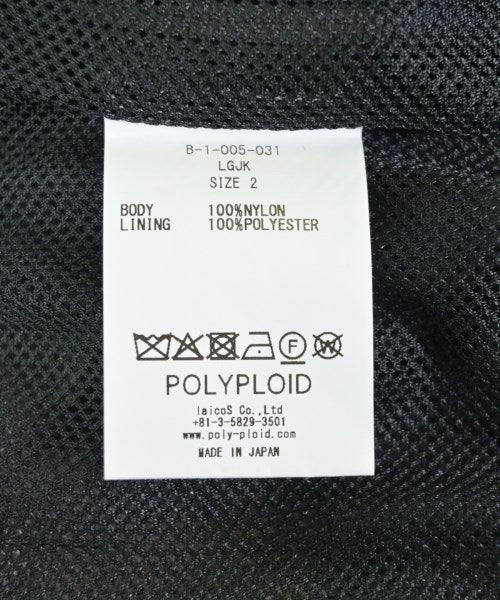 B-1-005-031
LGJK
SIZE 2
BODY 100%NYLON
LINING 100%POLYESTER
F W
POLYPLOID
laicoS Co.,Ltd
+81-3-5829-3501
www.poly-ploid.com
MADE IN JAPAN